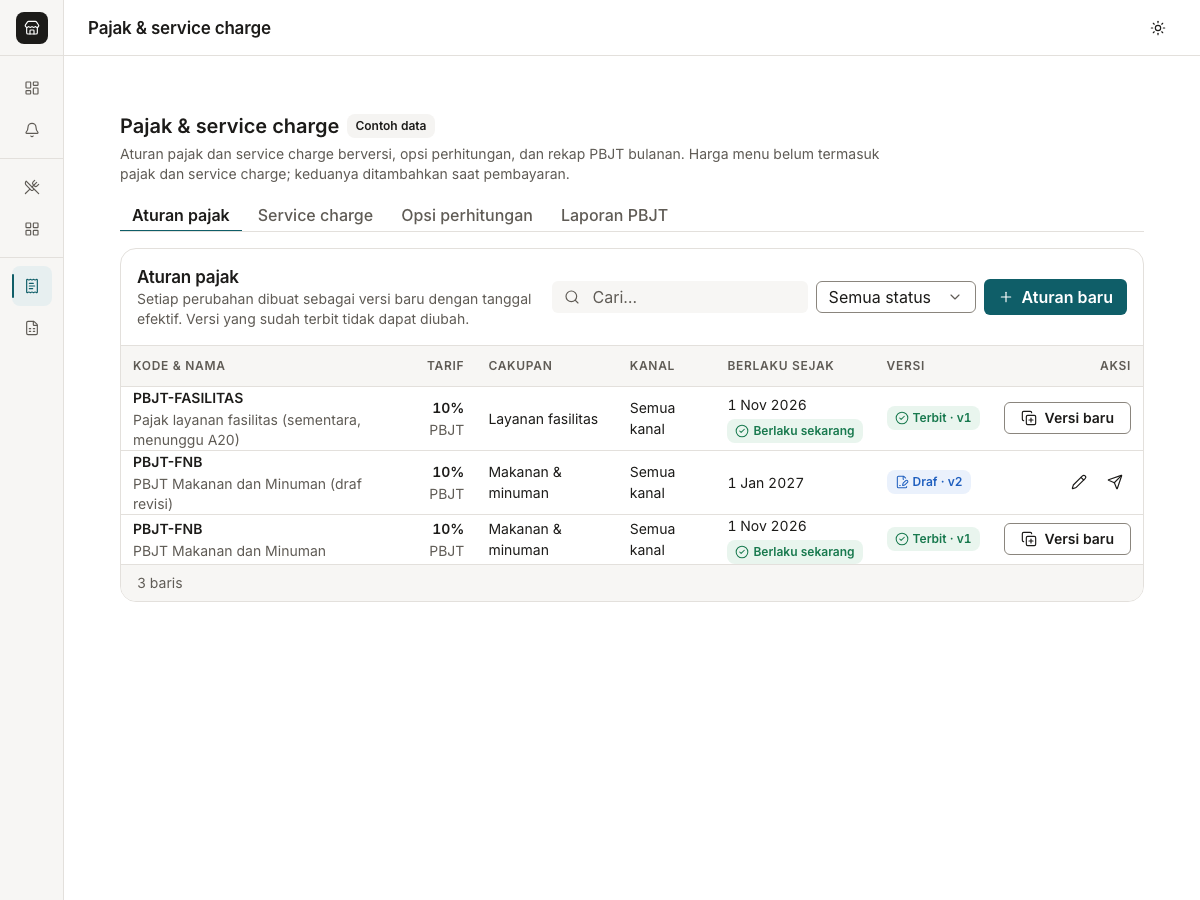 Pajak & service charge
Pajak & service charge Contoh data
Aturan pajak dan service charge berversi, opsi perhitungan, dan rekap PBJT bulanan. Harga menu belum termasuk
pajak dan service charge; keduanya ditambahkan saat pembayaran.
Aturan pajak Service charge Opsi perhitungan Laporan PBJT
Aturan pajak
Setiap perubahan dibuat sebagai versi baru dengan tanggal
efektif. Versi yang sudah terbit tidak dapat diubah.
Cari... Semua status Aturan baru
KODE & NAMA TARIF CAKUPAN KANAL BERLAKU SEJAK VERSI AKSI
PBJT-FASILITAS
Pajak layanan fasilitas (sementara,
menunggu A20)
10%
PBJT
Layanan fasilitas
Semua
kanal
1 Nov 2026
Berlaku sekarang
Terbit · v1
Versi baru
PBJT-FNB
PBJT Makanan dan Minuman (draf
revisi)
10%
PBJT
Makanan &
minuman
Semua
kanal
1 Jan 2027
Draf · v2
PBJT-FNB
PBJT Makanan dan Minuman
10%
PBJT
Makanan &
minuman
Semua
kanal
1 Nov 2026
Berlaku sekarang
Terbit · v1
Versi baru
3 baris